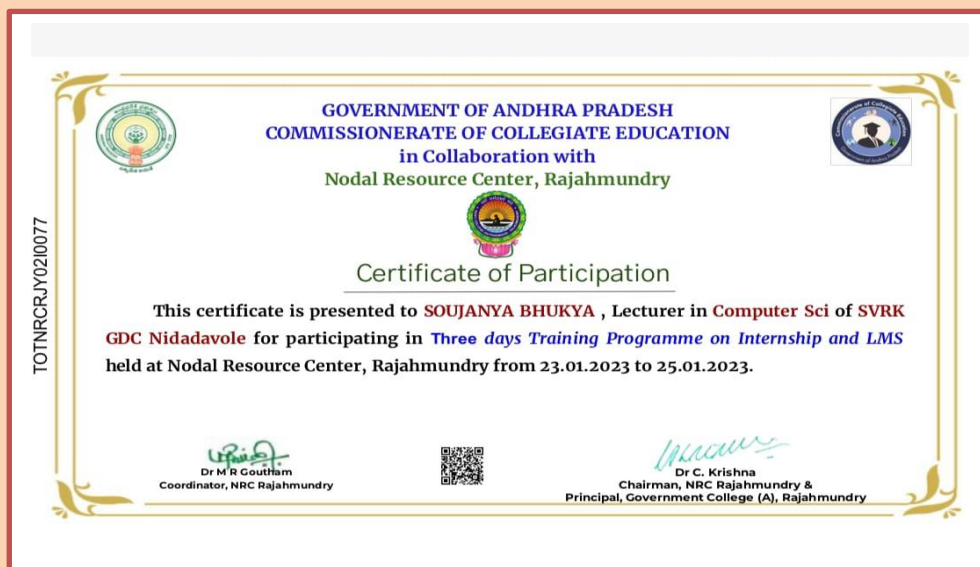 GOVERNMENT OF ANDHRA PRADESH
COMMISSIONERATE OF COLLEGIATE EDUCATION
in Collaboration with
Nodal Resource Center, Rajahmundry
Certificate of Participation
TOTNRCRJY02I0077
This certificate is presented to SOUJANYA BHUKYA , Lecturer in Computer Sci of SVRK
GDC Nidadavole for participating in Three days Training Programme on Internship and LMS
held at Nodal Resource Center, Rajahmundry from 23.01.2023 to 25.01.2023.
Dr M R Goutham
Coordinator, NRC Rajahmundry
Dr C. Krishna
Chairman, NRC Rajahmundry &
Principal, Government College (A), Rajahmundry